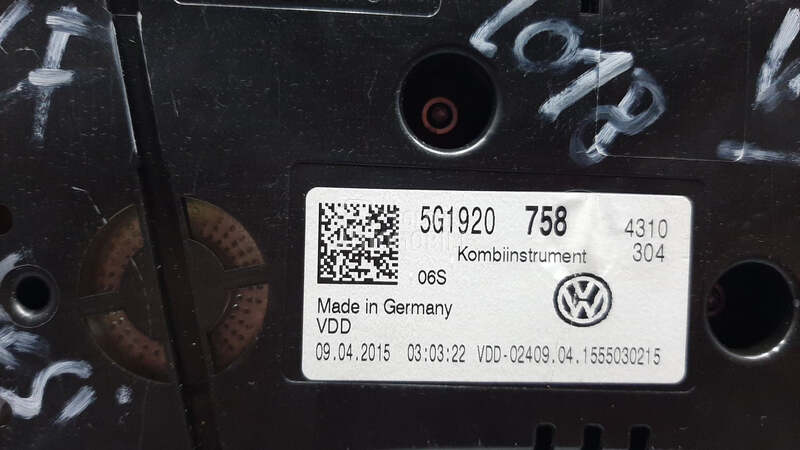 5G1920 758 4310
Kombiinstrument 304
06S
Made in Germany
VDD
09.04.2015 03:03:22 VDD-02409.04.1555030215